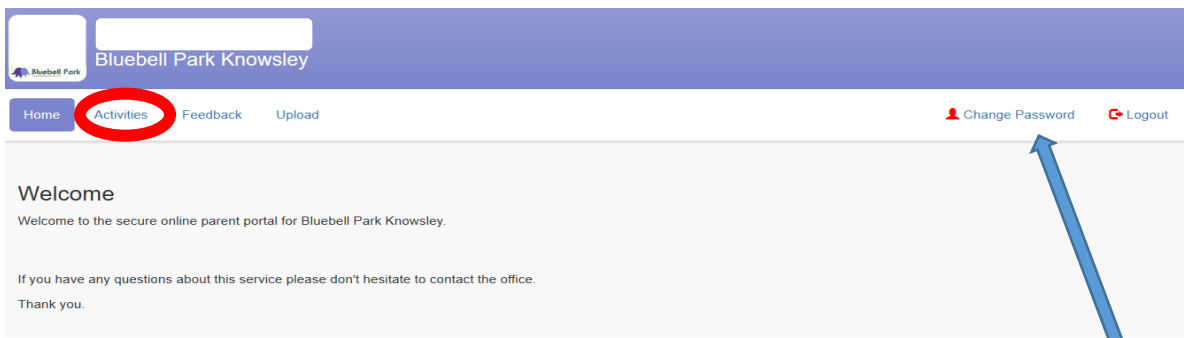 Bluebell Park
Bluebell Park Knowsley
Home Activities Feedback Upload Change Password Logout
Welcome
Welcome to the secure online parent portal for Bluebell Park Knowsley.
If you have any questions about this service please don't hesitate to contact the office.
Thank you.